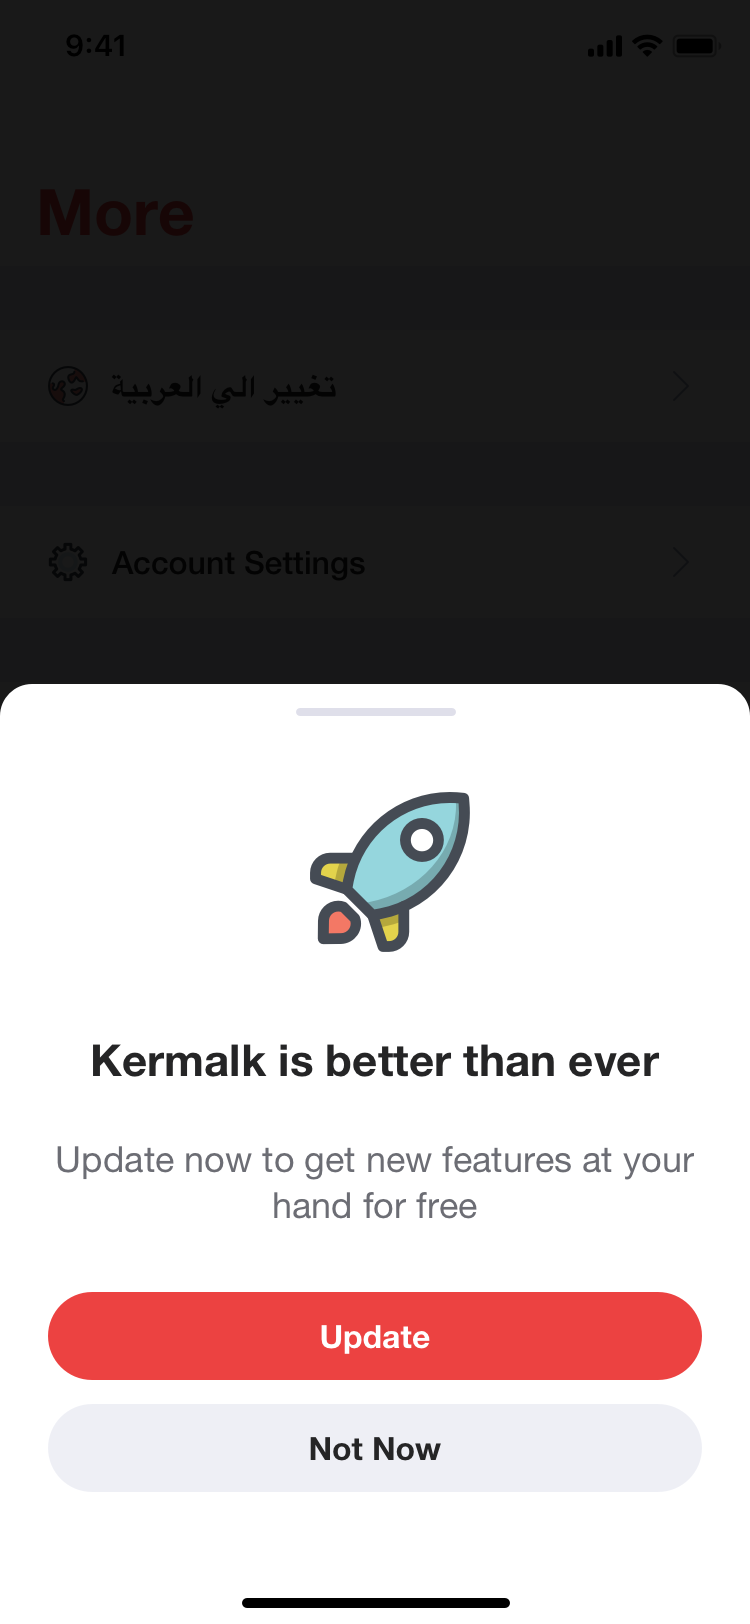 9:41
More
تغيير الي العربية
Account Settings
Kermalk is better than ever
Update now to get new features at your
hand for free
Update
Not Now